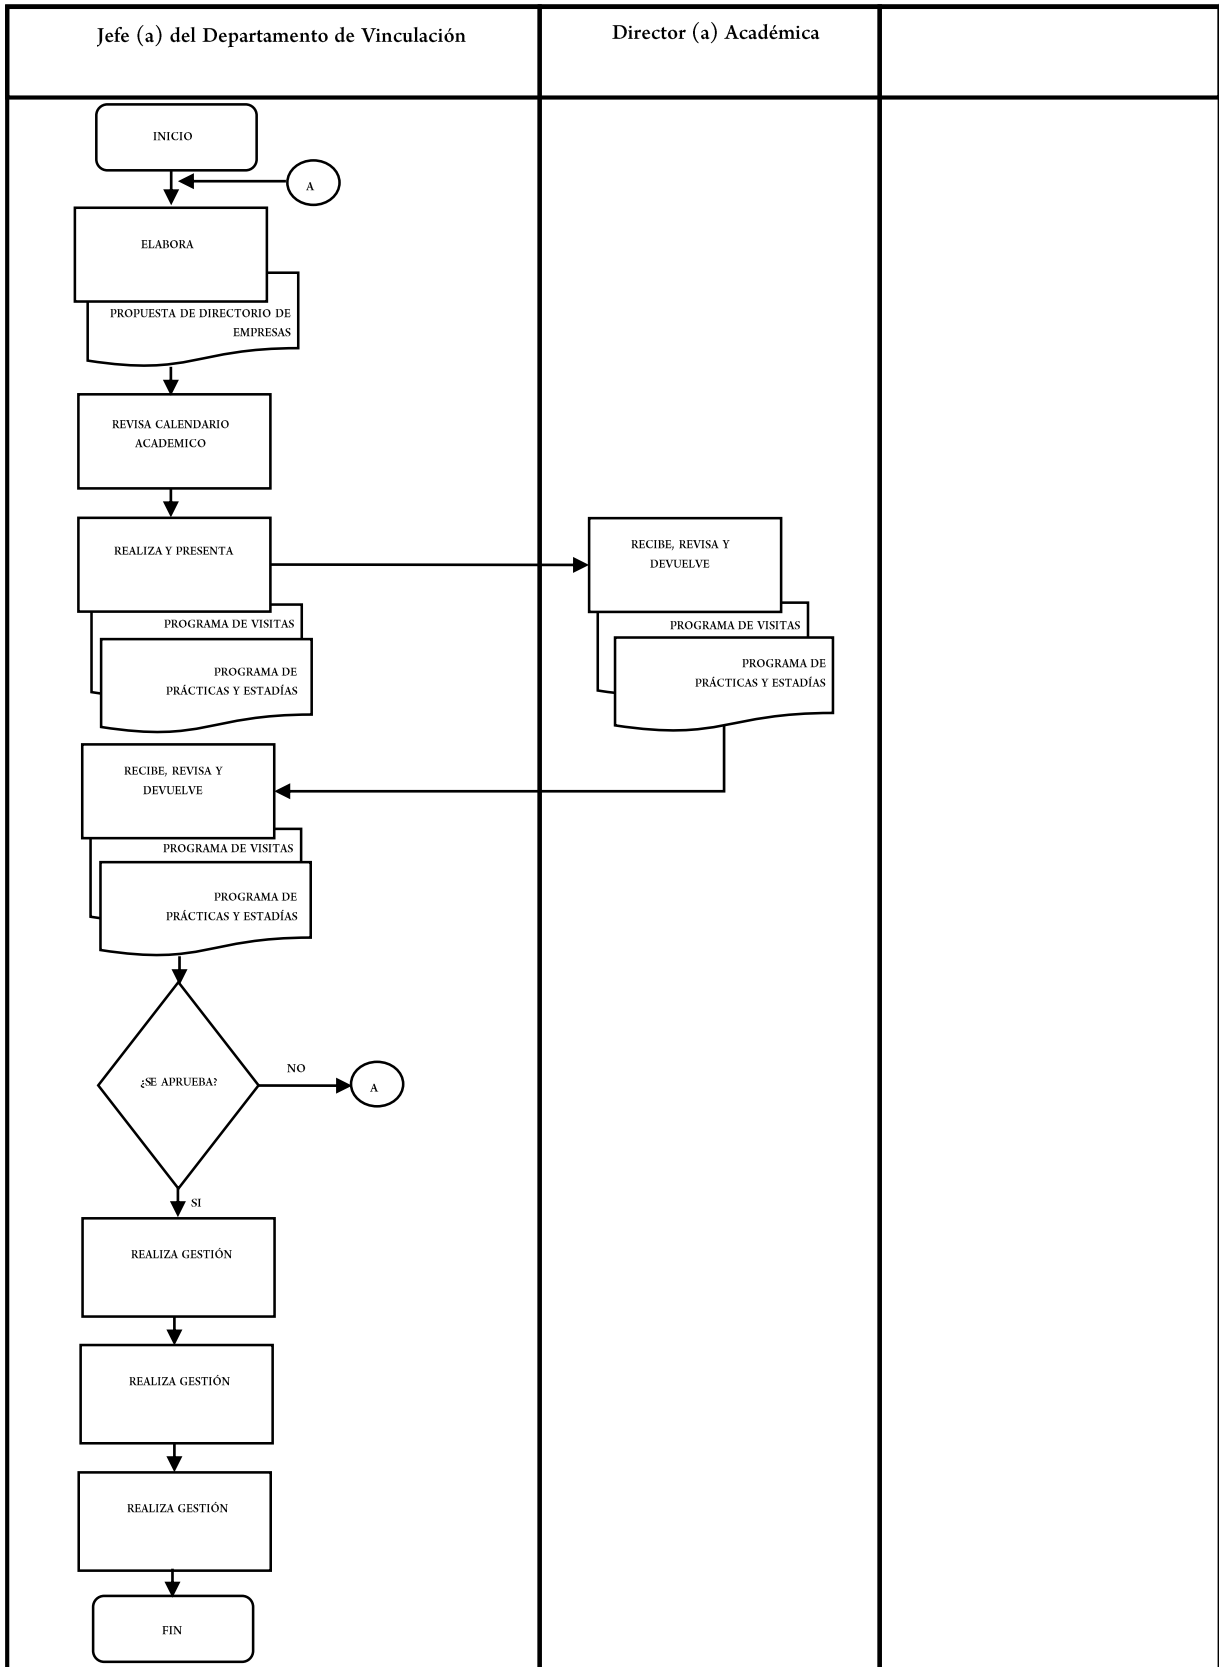 Jefe (a) del Departamento de Vinculación
Director (a) Académica
INICIO
A
ELABORA
PROPUESTA DE DIRECTORIO DE
EMPRESAS
REVISA CALENDARIO
ACADEMICO
REALIZA Y PRESENTA
PROGRAMA DE VISITAS
PROGRAMA DE
PRÁCTICAS Y ESTADÍAS
RECIBE, REVISA Y
DEVUELVE
PROGRAMA DE VISITAS
PROGRAMA DE
PRÁCTICAS Y ESTADÍAS
RECIBE, REVISA Y
DEVUELVE
PROGRAMA DE VISITAS
PROGRAMA DE
PRÁCTICAS Y ESTADÍAS
¿SE APRUEBA?
NO
A
SI
REALIZA GESTIÓN
REALIZA GESTIÓN
REALIZA GESTIÓN
FIN